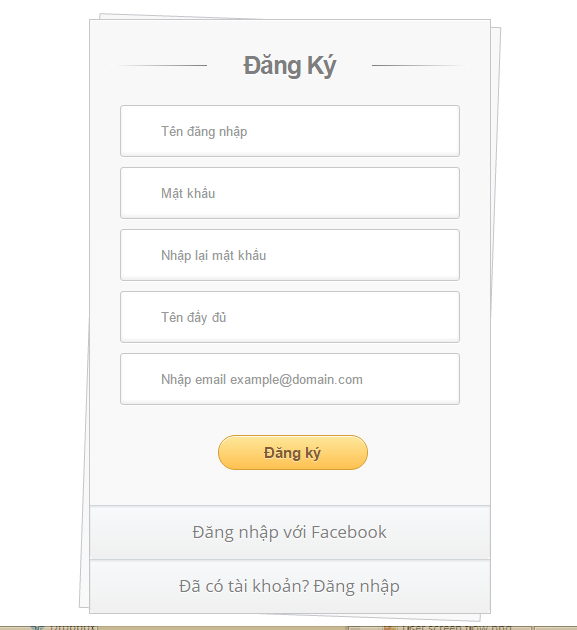 Đăng Ký
Tên đăng nhập
Mật khẩu
Nhập lại mật khẩu
Tên đầy đủ
Nhập email example@domain.com
Đăng ký
Đăng nhập với Facebook
Đã có tài khoản? Đăng nhập